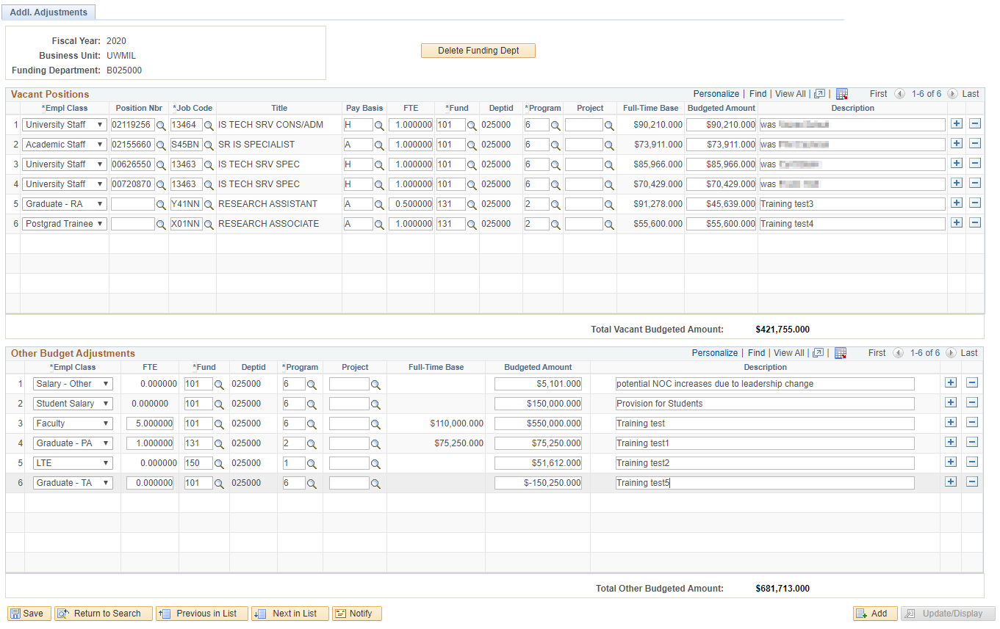 Addl. Adjustments
Fiscal Year: 2020
Business Unit: UWMIL
Funding Department: B025000
Delete Funding Dept
Vacant Positions Personalize | Find | View All | | First 1-6 of 6 Last
*Empl Class Position Nbr *Job Code Title Pay Basis FTE *Fund Deptid *Program Project Full-Time Base Budgeted Amount Description
1 University Staff 02119256 13464 IS TECH SRV CONS/ADM H 1.000000 101 025000 6 $90,210.000 $90,210.000 was
2 Academic Staff 02155660 S45BN SR IS SPECIALIST A 1.000000 101 025000 6 $73,911.000 $73,911.000 was
3 University Staff 00626550 13463 IS TECH SRV SPEC H 1.000000 101 025000 6 $85,966.000 $85,966.000 was
4 University Staff 00720870 13463 IS TECH SRV SPEC H 1.000000 101 025000 6 $70,429.000 $70,429.000 was
5 Graduate - RA Y41NN RESEARCH ASSISTANT A 0.500000 131 025000 2 $91,278.000 $45,639.000 Training test3
6 Postgrad Trainee X01NN RESEARCH ASSOCIATE A 1.000000 131 025000 2 $55,600.000 $55,600.000 Training test4
Total Vacant Budgeted Amount: $421,755.000
Other Budget Adjustments Personalize | Find | View All | | First 1-6 of 6 Last
*Empl Class FTE *Fund Deptid *Program Project Full-Time Base Budgeted Amount Description
1 Salary - Other 0.000000 101 025000 6 $5,101.000 potential NOC increases due to leadership change
2 Student Salary 0.000000 101 025000 6 $150,000.000 Provision for Students
3 Faculty 5.000000 101 025000 6 $110,000.000 $550,000.000 Training test
4 Graduate - PA 1.000000 131 025000 2 $75,250.000 $75,250.000 Training test1
5 LTE 0.000000 150 025000 1 $51,612.000 Training test2
6 Graduate - TA 0.000000 101 025000 6 $-150,250.000 Training test5
Total Other Budgeted Amount: $681,713.000
Save Return to Search Previous in List Next in List Notify Add Update/Display